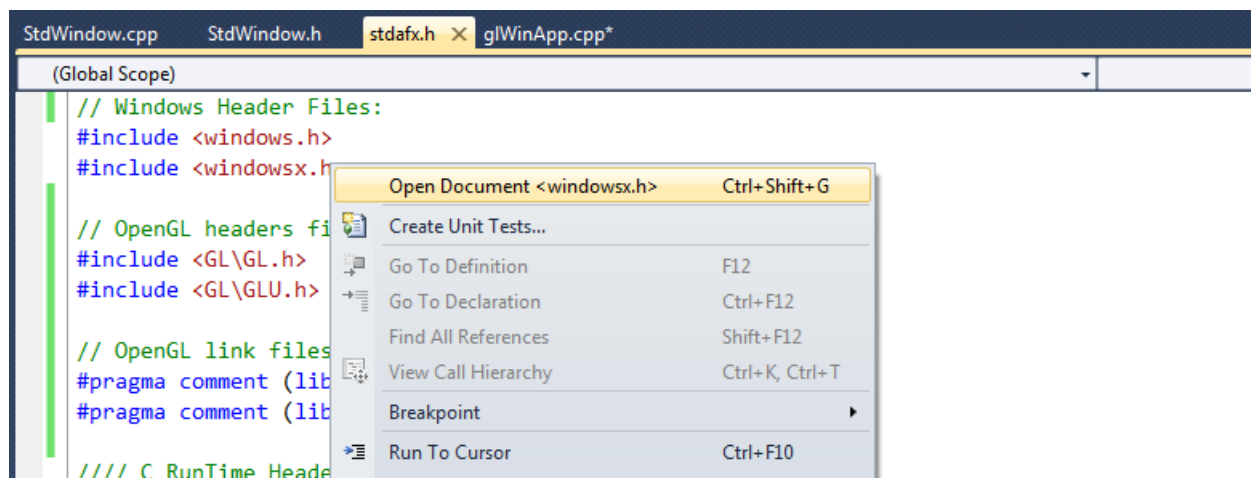 StdWindow.cpp StdWindow.h stdafx.h glWinApp.cpp*
(Global Scope)
// Windows Header Files:
#include <windows.h>
#include <windowsx.h
Open Document <windowsx.h> Ctrl+Shift+G
// OpenGL headers fi
Create Unit Tests...
#include <GL\GL.h>
Go To Definition F12
#include <GL\GLU.h>
Go To Declaration Ctrl+F12
Find All References Shift+F12
// OpenGL link files
#pragma comment (lib
View Call Hierarchy Ctrl+K, Ctrl+T
#pragma comment (lib
Breakpoint
Run To Cursor Ctrl+F10
//// C RunTime Heade